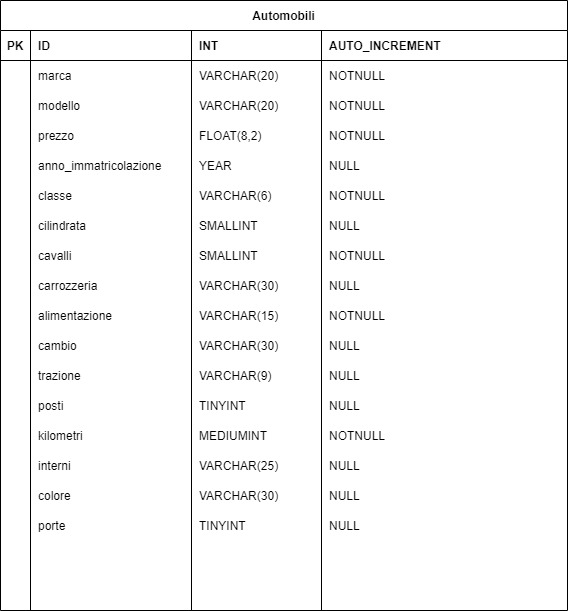 Automobili
PK ID INT AUTO_INCREMENT
marca VARCHAR(20) NOTNULL
modello VARCHAR(20) NOTNULL
prezzo FLOAT(8,2) NOTNULL
anno_immatricolazione YEAR NULL
classe VARCHAR(6) NOTNULL
cilindrata SMALLINT NULL
cavalli SMALLINT NOTNULL
carrozzeria VARCHAR(30) NULL
alimentazione VARCHAR(15) NOTNULL
cambio VARCHAR(30) NULL
trazione VARCHAR(9) NULL
posti TINYINT NULL
kilometri MEDIUMINT NOTNULL
interni VARCHAR(25) NULL
colore VARCHAR(30) NULL
porte TINYINT NULL